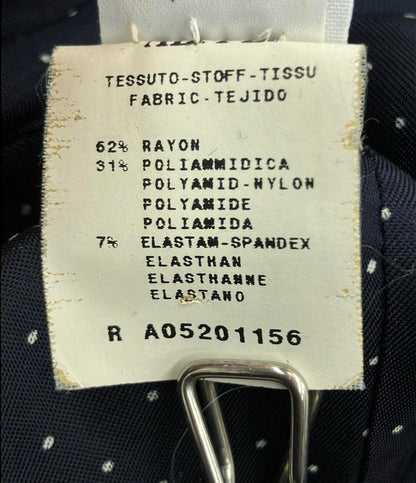 TESSUTO-STOFF-TISSU
FABRIC-TEJIDO
62% RAYON
31% POLIAMMIDICA
POLYAMID-NYLON
POLYAMIDE
POLIAMIDA
7% ELASTAM-SPANDEX
ELASTHAN
ELASTHANNE
ELASTANO
R A05201156